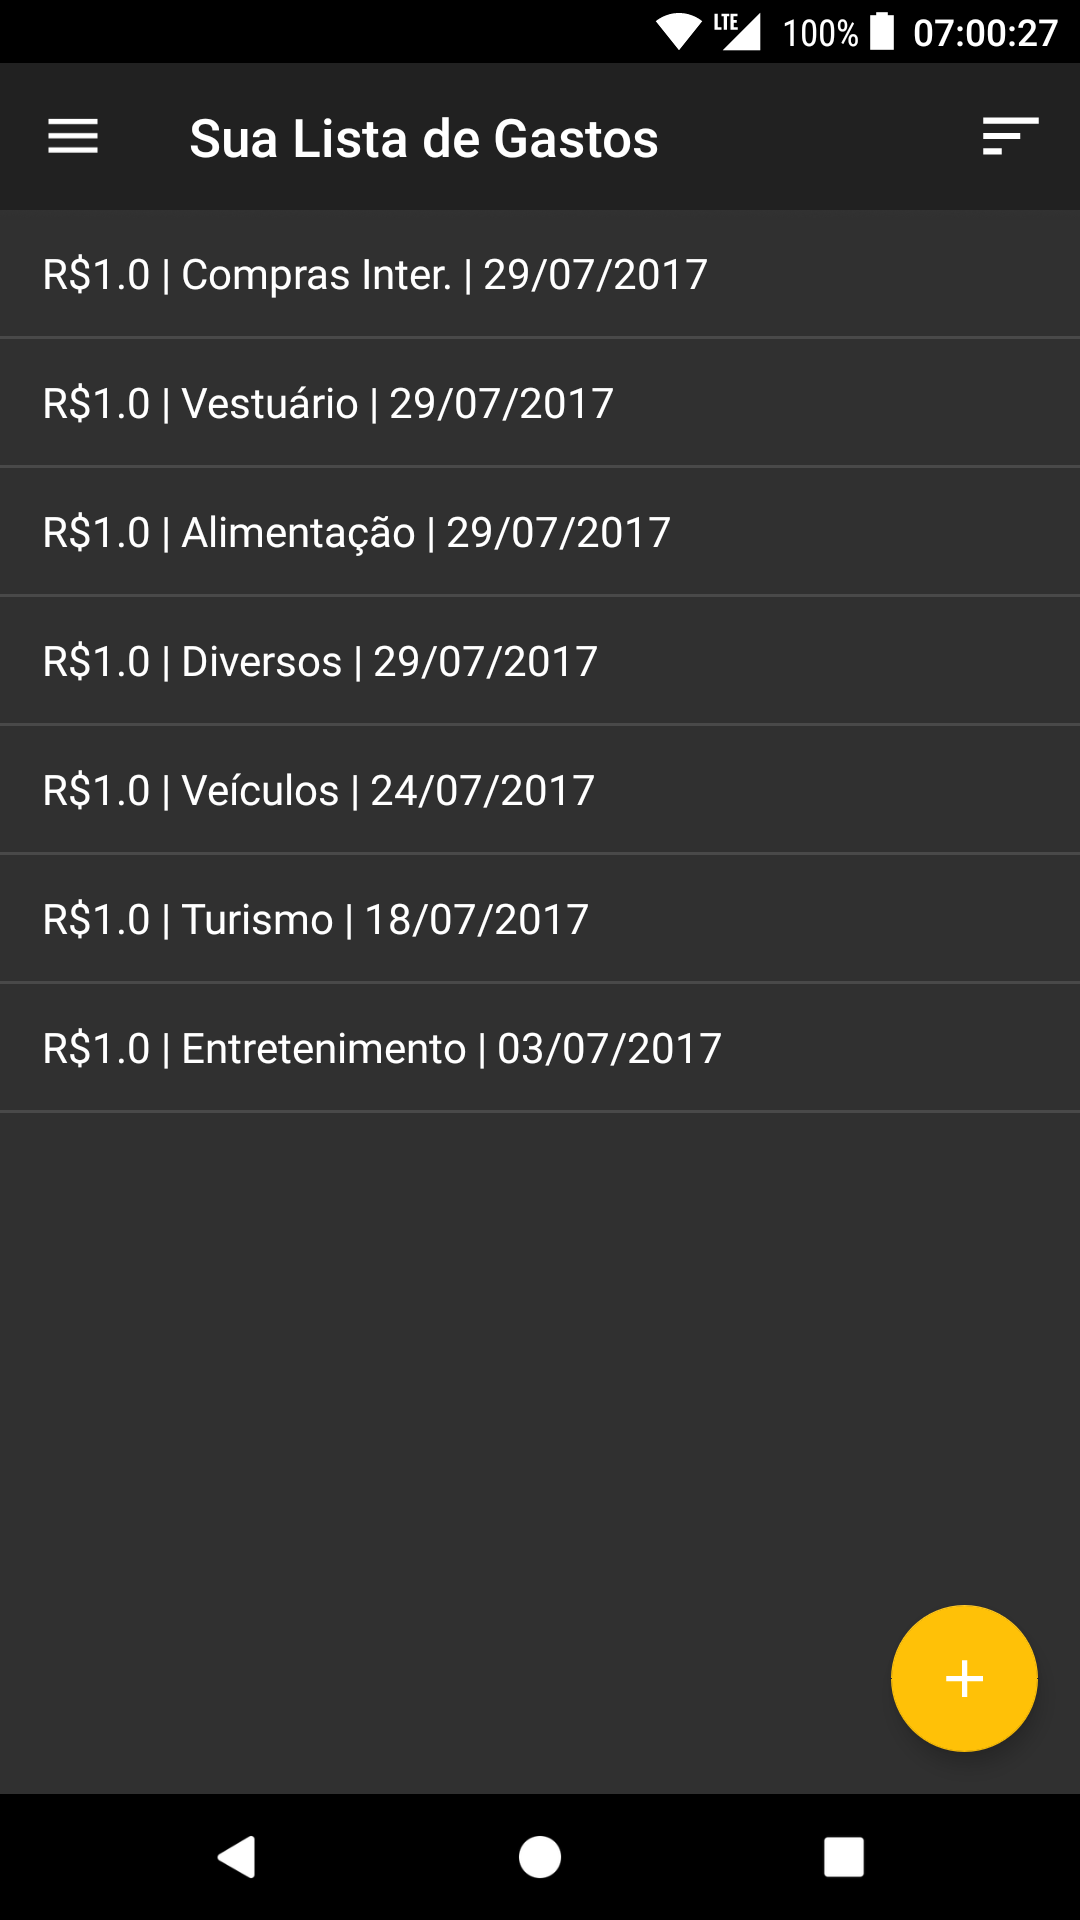 LTE 100% 07:00:27
Sua Lista de Gastos
R$1.0 | Compras Inter. | 29/07/2017
R$1.0 | Vestuário | 29/07/2017
R$1.0 | Alimentação | 29/07/2017
R$1.0 | Diversos | 29/07/2017
R$1.0 | Veículos | 24/07/2017
R$1.0 | Turismo | 18/07/2017
R$1.0 | Entretenimento | 03/07/2017